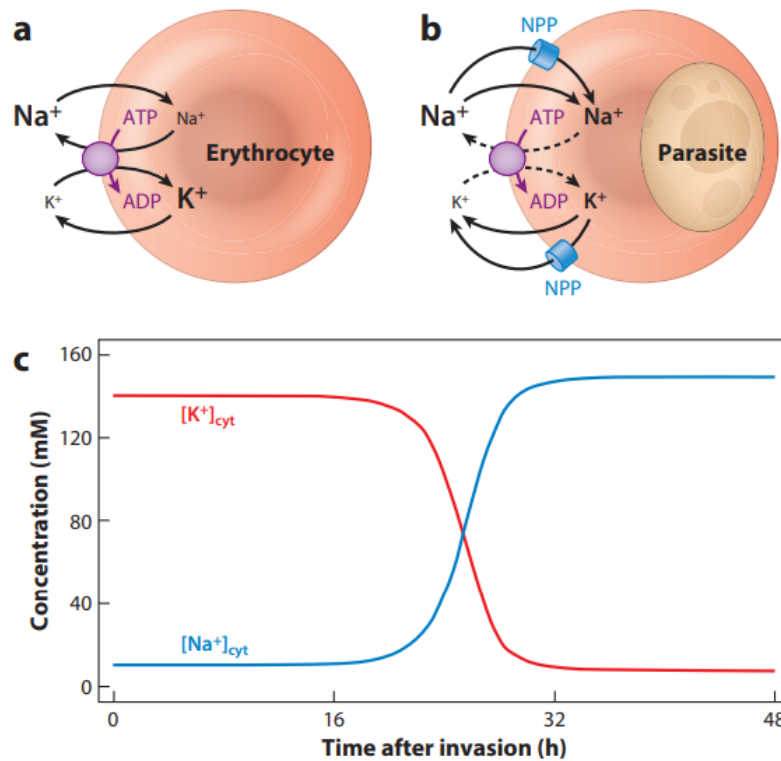 a
Na⁺
ATP
Na⁺
Erythrocyte
K⁺
ADP
K⁺
b
NPP
Na⁺
ATP
Na⁺
Parasite
K⁺
ADP
K⁺
NPP
c
Concentration (mM)
160
120
80
40
0
[K⁺]cyt
[Na⁺]cyt
0 16 32 48
Time after invasion (h)